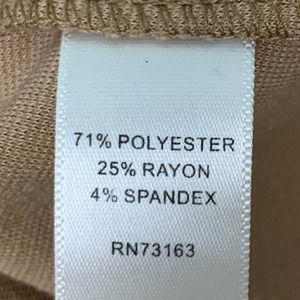 71% POLYESTER
25% RAYON
4% SPANDEX
RN73163